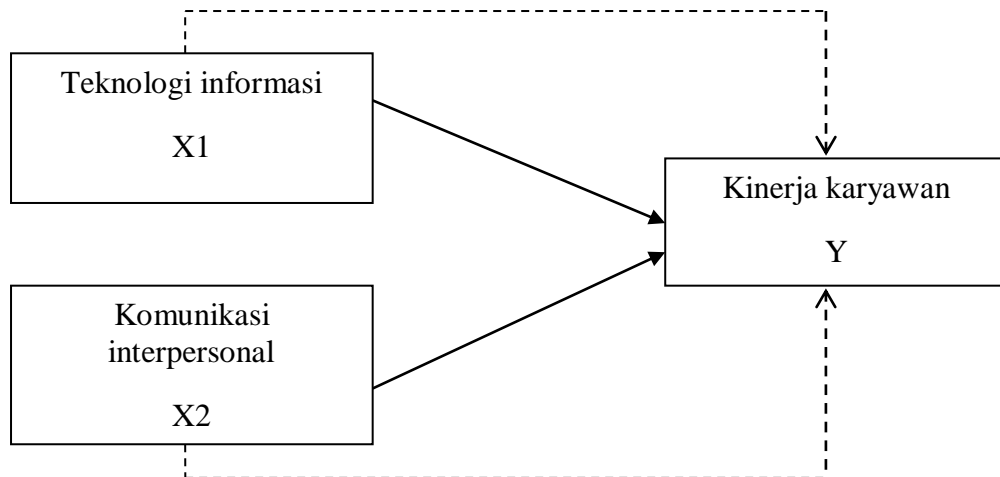 Teknologi informasi
X1
Kinerja karyawan
Y
Komunikasi
interpersonal
X2